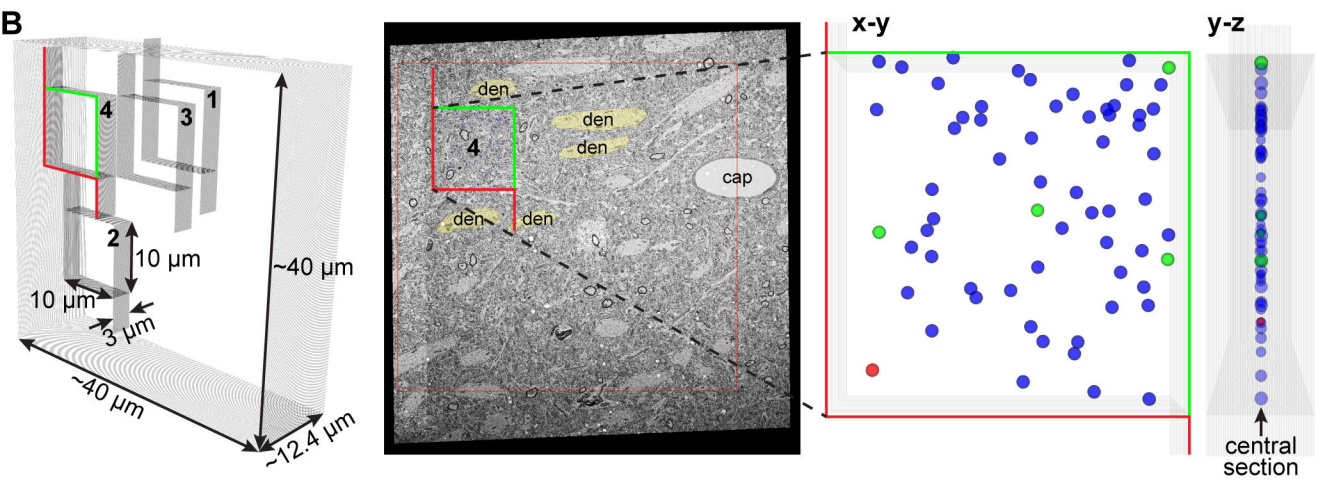 B
1
3
4
2
10 µm
10 µm
3 µm
~40 µm
~40 µm
~12.4 µm
den
den
den
4
cap
den
den
x-y
y-z
central
section